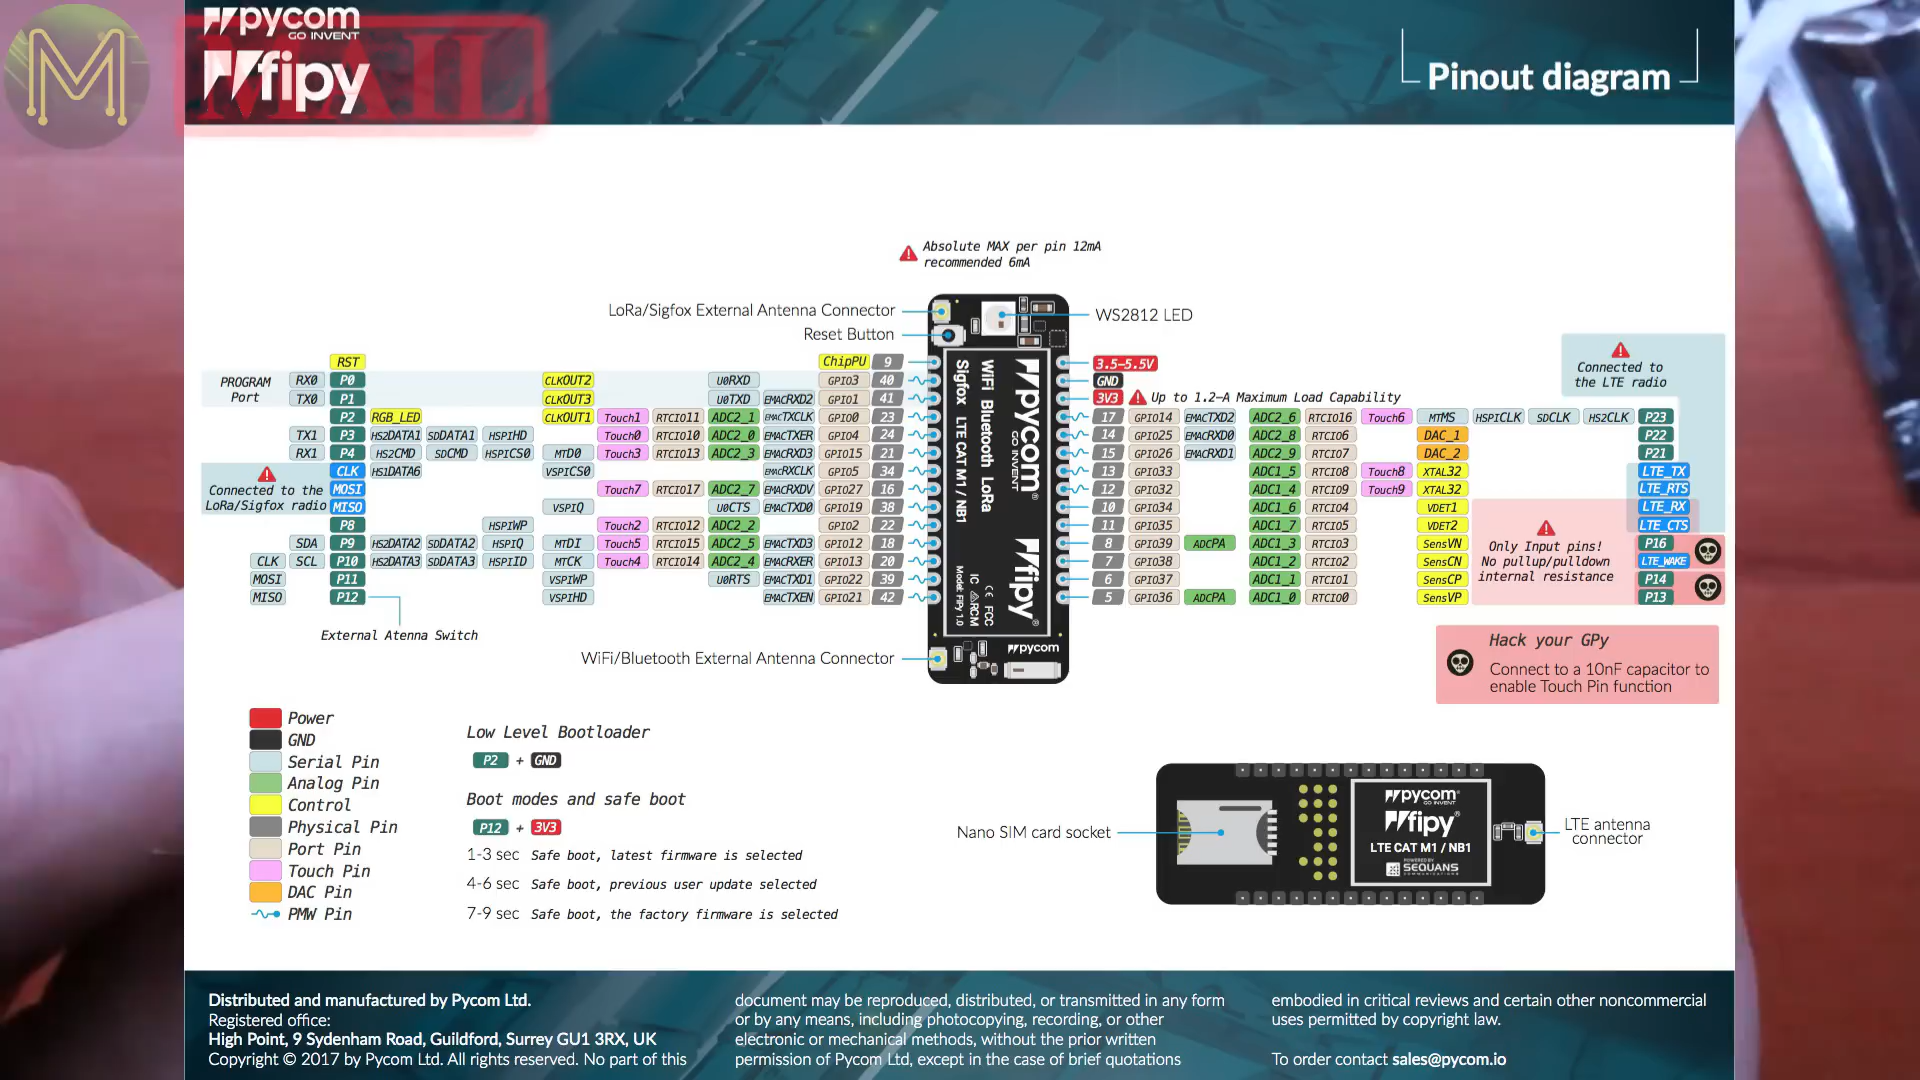 M
pycom
GO INVENT
MAIL
fipy
Pinout diagram
Absolute MAX per pin 12mA
recommended 6mA
LoRa/Sigfox External Antenna Connector
WS2812 LED
Reset Button
RST ChipPU 9 3.5-5.5V
PROGRAM
Port
RX0 P0 CLKOUT2 U0RXD GPIO3 40 GND
TX0 P1 CLKOUT3 U0TXD EMACRXD2 GPIO1 41 3V3 Up to 1.2-A Maximum Load Capability
P2 RGB_LED CLKOUT1 Touch1 RTCIO11 ADC2_1 EMACTXCLK GPIO0 23 17 GPIO14 EMACTXD2 ADC2_6 RTCIO16 Touch6 MTMS HSPICLK SDCLK HS2CLK P23
TX1 P3 HS2DATA1 SDDATA1 HSPIHD Touch0 RTCIO10 ADC2_0 EMACTXER GPIO4 24 14 GPIO25 EMACRXD0 ADC2_8 RTCIO6 DAC_1 P22
RX1 P4 HS2CMD SDCMD HSPICS0 MTD0 Touch3 RTCIO13 ADC2_3 EMACRXD3 GPIO15 21 15 GPIO26 EMACRXD1 ADC2_9 RTCIO7 DAC_2 P21
CLK HS1DATA6 VSPICS0 EMACRXCLK GPIO5 34 13 GPIO33 ADC1_5 RTCIO8 Touch8 XTAL32 LTE_TX
MOSI Touch7 RTCIO17 ADC2_7 EMACRXDV GPIO27 16 12 GPIO32 ADC1_4 RTCIO9 Touch9 XTAL32 LTE_RTS
MISO VSPIQ U0CTS EMACTXD0 GPIO19 38 10 GPIO34 ADC1_6 RTCIO4 VDET1 LTE_RX
P8 HSPIWP Touch2 RTCIO12 ADC2_2 GPIO2 22 11 GPIO35 ADC1_7 RTCIO5 VDET2 LTE_CTS
SDA P9 HS2DATA2 SDDATA2 HSPIQ MTDI Touch5 RTCIO15 ADC2_5 EMACTXD3 GPIO12 18 8 GPIO39 ADCPA ADC1_3 RTCIO3 SensVN P16
CLK SCL P10 HS2DATA3 SDDATA3 HSPIID MTCK Touch4 RTCIO14 ADC2_4 EMACRXER GPIO13 20 7 GPIO38 ADC1_2 RTCIO2 SensCN LTE_WAKE
MOSI P11 VSPIWP U0RTS EMACTXD1 GPIO22 39 6 GPIO37 ADC1_1 RTCIO1 SensCP P14
MISO P12 VSPIHD EMACTXEN GPIO21 42 5 GPIO36 ADCPA ADC1_0 RTCIO0 SensVP P13
Connected to
the LTE radio
Connected to the
LoRa/Sigfox radio
Only Input pins!
No pullup/pulldown
internal resistance
pycom
GO INVENT
WiFi Bluetooth LoRa
Sigfox LTE CAT M1 / NB1
fipy
CE FCC
IC RCM
Model: FiPy 1.0
pycom
External Atenna Switch
WiFi/Bluetooth External Antenna Connector
Hack your GPy
Connect to a 10nF capacitor to
enable Touch Pin function
Power
GND
Serial Pin
Analog Pin
Control
Physical Pin
Port Pin
Touch Pin
DAC Pin
PMW Pin
Low Level Bootloader
P2 + GND
Boot modes and safe boot
P12 + 3V3
1-3 sec Safe boot, latest firmware is selected
4-6 sec Safe boot, previous user update selected
7-9 sec Safe boot, the factory firmware is selected
Nano SIM card socket
pycom
GO INVENT
fipy
LTE CAT M1 / NB1
POWERED BY
SEQUANS
COMMUNICATIONS
LTE antenna
connector
Distributed and manufactured by Pycom Ltd.
Registered office:
High Point, 9 Sydenham Road, Guildford, Surrey GU1 3RX, UK
Copyright © 2017 by Pycom Ltd. All rights reserved. No part of this
document may be reproduced, distributed, or transmitted in any form
or by any means, including photocopying, recording, or other
electronic or mechanical methods, without the prior written
permission of Pycom Ltd, except in the case of brief quotations
embodied in critical reviews and certain other noncommercial
uses permitted by copyright law.
To order contact sales@pycom.io